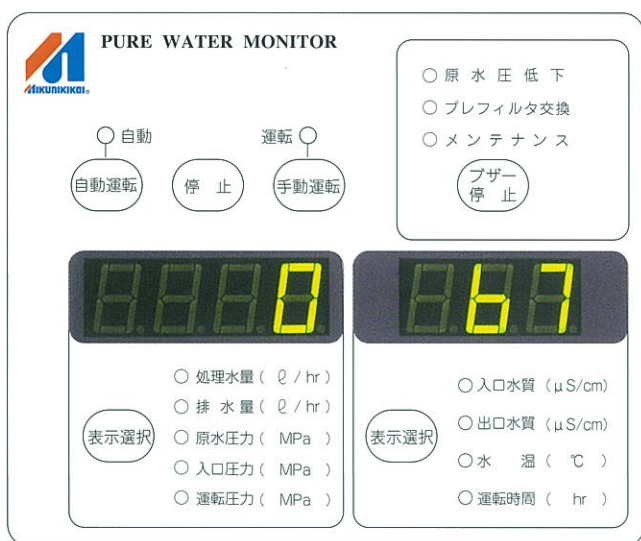 PURE WATER MONITOR
MIKUNIKIKAI®
自動
運転
自動運転
停 止
手動運転
原 水 圧 低 下
プレフィルタ交換
メ ン テ ナ ン ス
ブザー
停 止
0
b7
表示選択
処理水量 ( ℓ / hr )
排 水 量 ( ℓ / hr )
原水圧力 ( MPa )
入口圧力 ( MPa )
運転圧力 ( MPa )
表示選択
入口水質 ( μS/cm)
出口水質 ( μS/cm)
水 温 ( ℃ )
運転時間 ( hr )